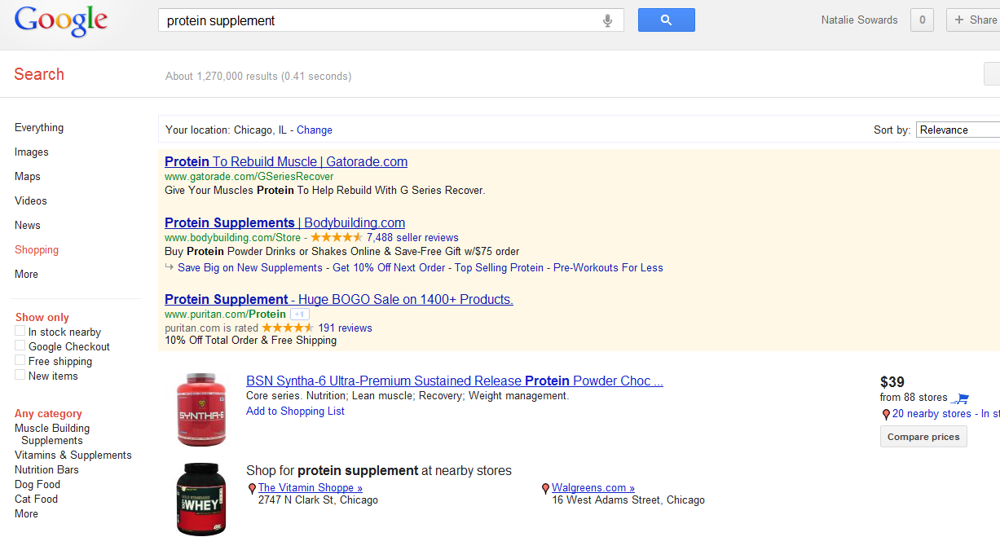 Google
protein supplement
Natalie Sowards
0
+ Share
Search
About 1,270,000 results (0.41 seconds)
Everything
Images
Maps
Videos
News
Shopping
More
Show only
In stock nearby
Google Checkout
Free shipping
New items
Any category
Muscle Building
Supplements
Vitamins & Supplements
Nutrition Bars
Dog Food
Cat Food
More
Your location: Chicago, IL - Change
Sort by: Relevance
Protein To Rebuild Muscle | Gatorade.com
www.gatorade.com/GSeriesRecover
Give Your Muscles Protein To Help Rebuild With G Series Recover.
Protein Supplements | Bodybuilding.com
www.bodybuilding.com/Store - 7,488 seller reviews
Buy Protein Powder Drinks or Shakes Online & Save-Free Gift w/$75 order
Save Big on New Supplements - Get 10% Off Next Order - Top Selling Protein - Pre-Workouts For Less
Protein Supplement - Huge BOGO Sale on 1400+ Products.
www.puritan.com/Protein +1
puritan.com is rated 191 reviews
10% Off Total Order & Free Shipping
SYNTHA-6
BSN Syntha-6 Ultra-Premium Sustained Release Protein Powder Choc ...
Core series. Nutrition; Lean muscle; Recovery; Weight management.
Add to Shopping List
$39
from 88 stores
20 nearby stores - In st
Compare prices
GOLD STANDARD
WHEY
Shop for protein supplement at nearby stores
The Vitamin Shoppe »
2747 N Clark St, Chicago
Walgreens.com »
16 West Adams Street, Chicago